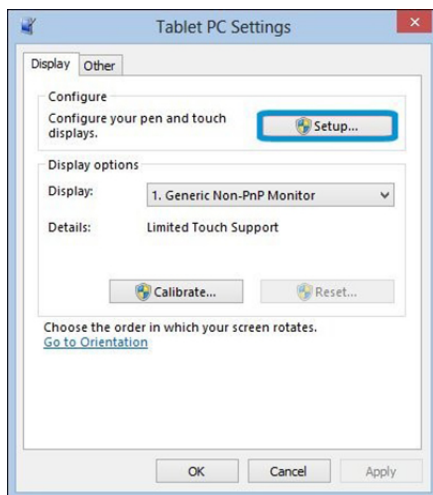 Tablet PC Settings
Display Other
Configure
Configure your pen and touch
displays.
Setup...
Display options
Display: 1. Generic Non-PnP Monitor
Details: Limited Touch Support
Calibrate... Reset...
Choose the order in which your screen rotates.
Go to Orientation
OK Cancel Apply